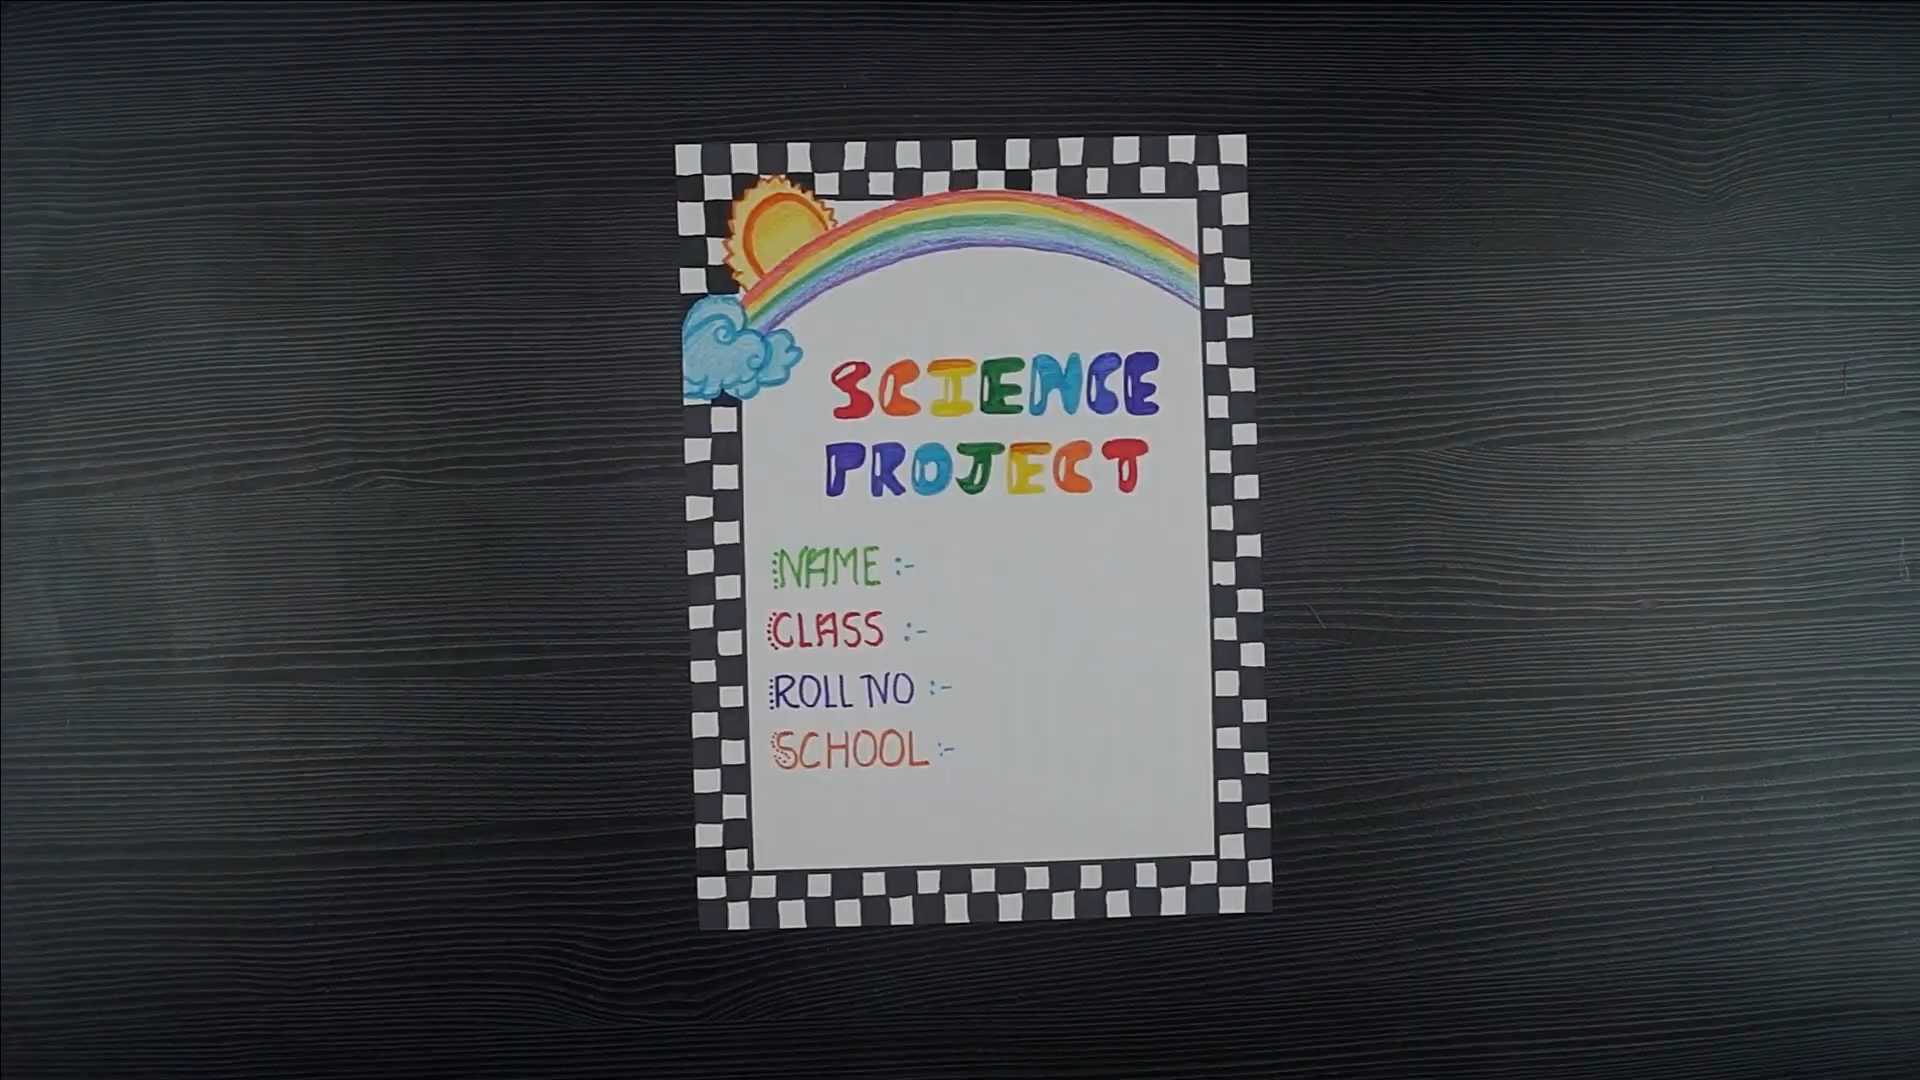 SCIENCE
PROJECT
NAME :-
CLASS :-
ROLL NO :-
SCHOOL :-